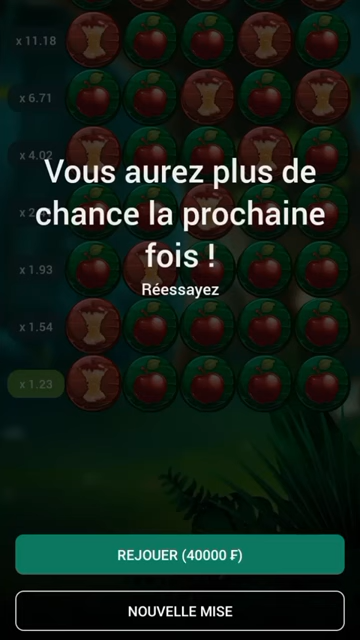 x 11.18
x 6.71
x 4.02
Vous aurez plus de
chance la prochaine
fois !
Réessayez
x 1.93
x 1.54
x 1.23
REJOUER (40000 ₣)
NOUVELLE MISE